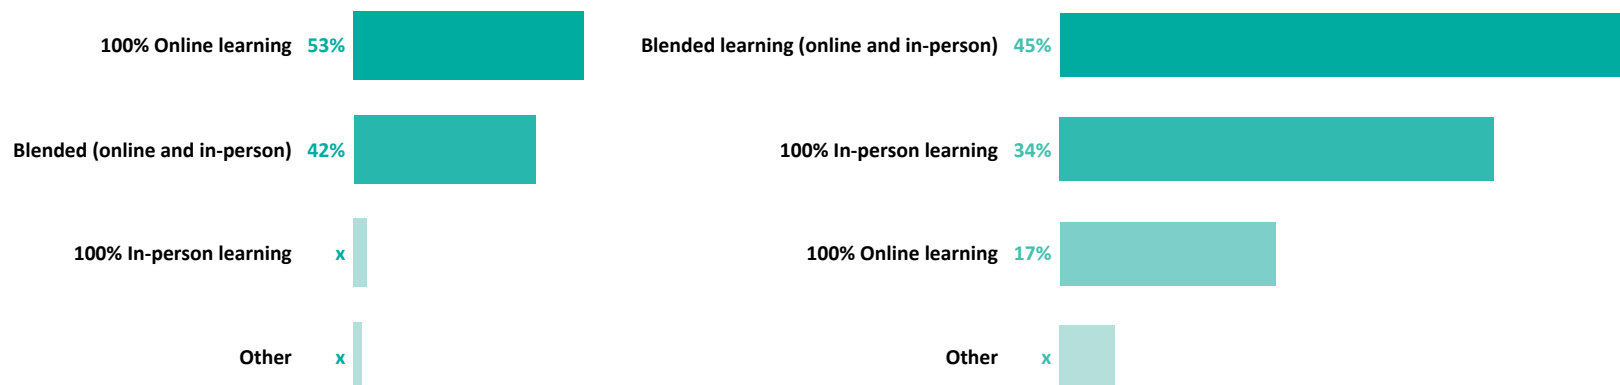 100% Online learning 53%
Blended (online and in-person) 42%
100% In-person learning x
Other x
Blended learning (online and in-person) 45%
100% In-person learning 34%
100% Online learning 17%
Other x